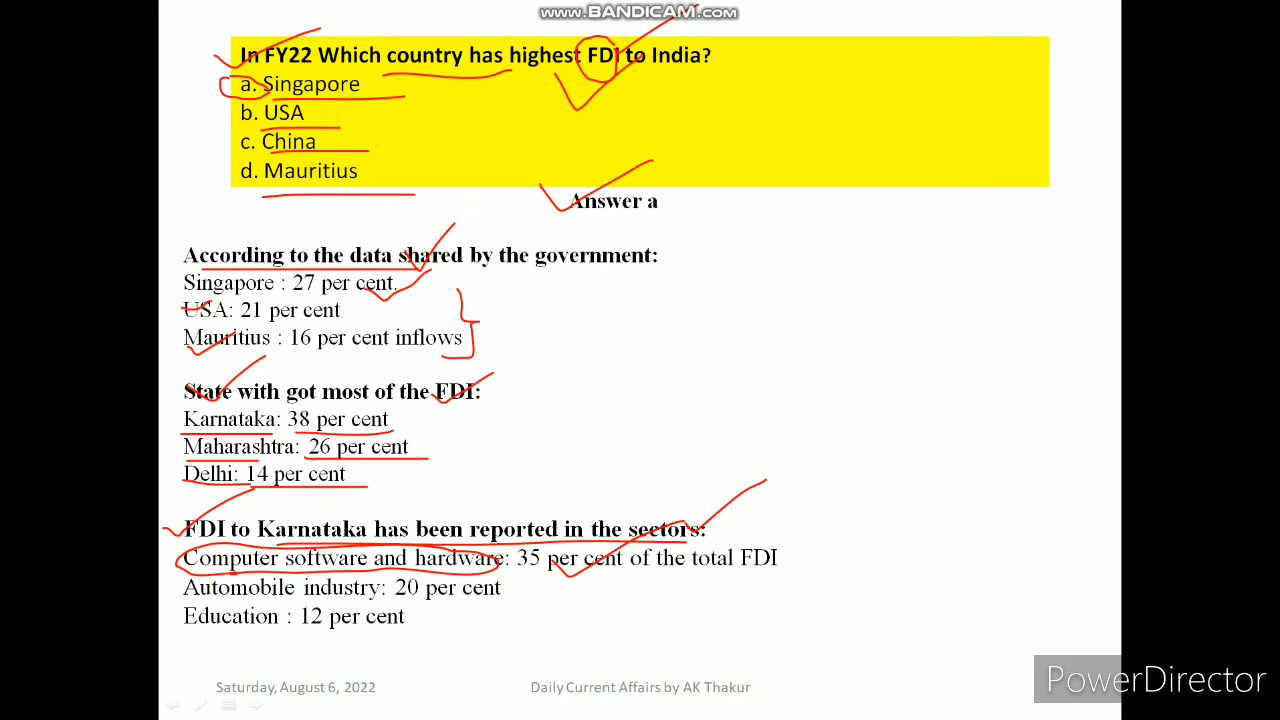 www.BANDICAM.com
In FY22 Which country has highest FDI to India?
a. Singapore
b. USA
c. China
d. Mauritius
Answer a
According to the data shared by the government:
Singapore : 27 per cent.
USA: 21 per cent
Mauritius : 16 per cent inflows
State with got most of the FDI:
Karnataka: 38 per cent
Maharashtra: 26 per cent
Delhi: 14 per cent
FDI to Karnataka has been reported in the sectors:
Computer software and hardware: 35 per cent of the total FDI
Automobile industry: 20 per cent
Education : 12 per cent
Saturday, August 6, 2022
Daily Current Affairs by AK Thakur
PowerDirector